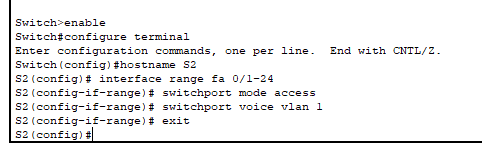 Switch>enable
Switch#configure terminal
Enter configuration commands, one per line.  End with CNTL/Z.
Switch(config)#hostname S2
S2(config)# interface range fa 0/1-24
S2(config-if-range)# switchport mode access
S2(config-if-range)# switchport voice vlan 1
S2(config-if-range)# exit
S2(config)#